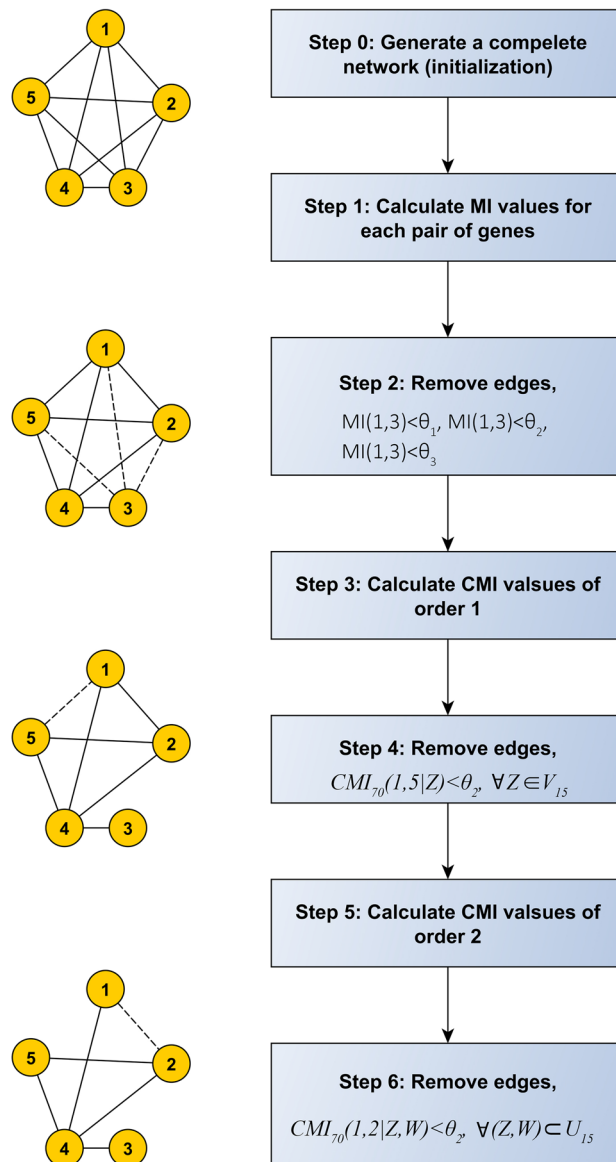 1
5
2
4
3
Step 0: Generate a compelete
network (initialization)
Step 1: Calculate MI values for
each pair of genes
1
5
2
4
3
Step 2: Remove edges,
MI(1,3)<θ₁, MI(1,3)<θ₂,
MI(1,3)<θ₃
Step 3: Calculate CMI valsues of
order 1
1
5
2
4
3
Step 4: Remove edges,
CMI₇₀(1,5|Z)<θ₂, ∀Z∈V₁₅
Step 5: Calculate CMI valsues of
order 2
1
5
2
4
3
Step 6: Remove edges,
CMI₇₀(1,2|Z,W)<θ₂, ∀(Z,W)⊂U₁₅